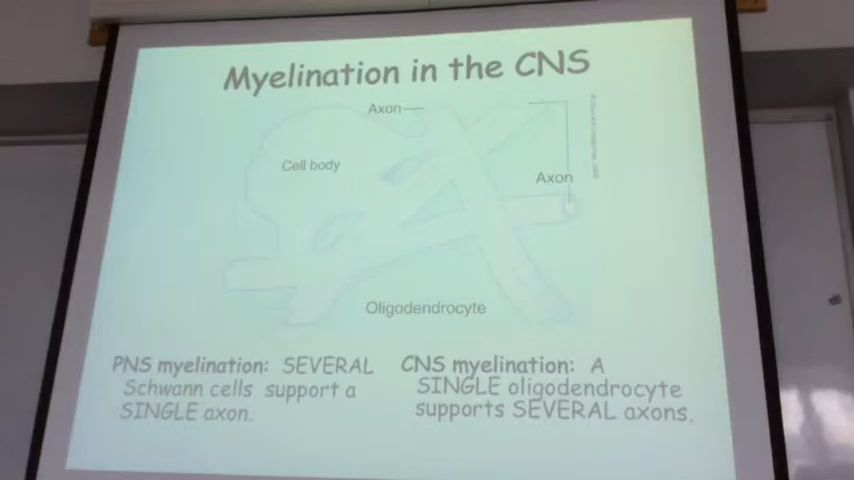 Myelination in the CNS
Axon
Cell body
Axon
Oligodendrocyte
PNS myelination: SEVERAL
Schwann cells support a
SINGLE axon.
CNS myelination: A
SINGLE oligodendrocyte
supports SEVERAL axons.